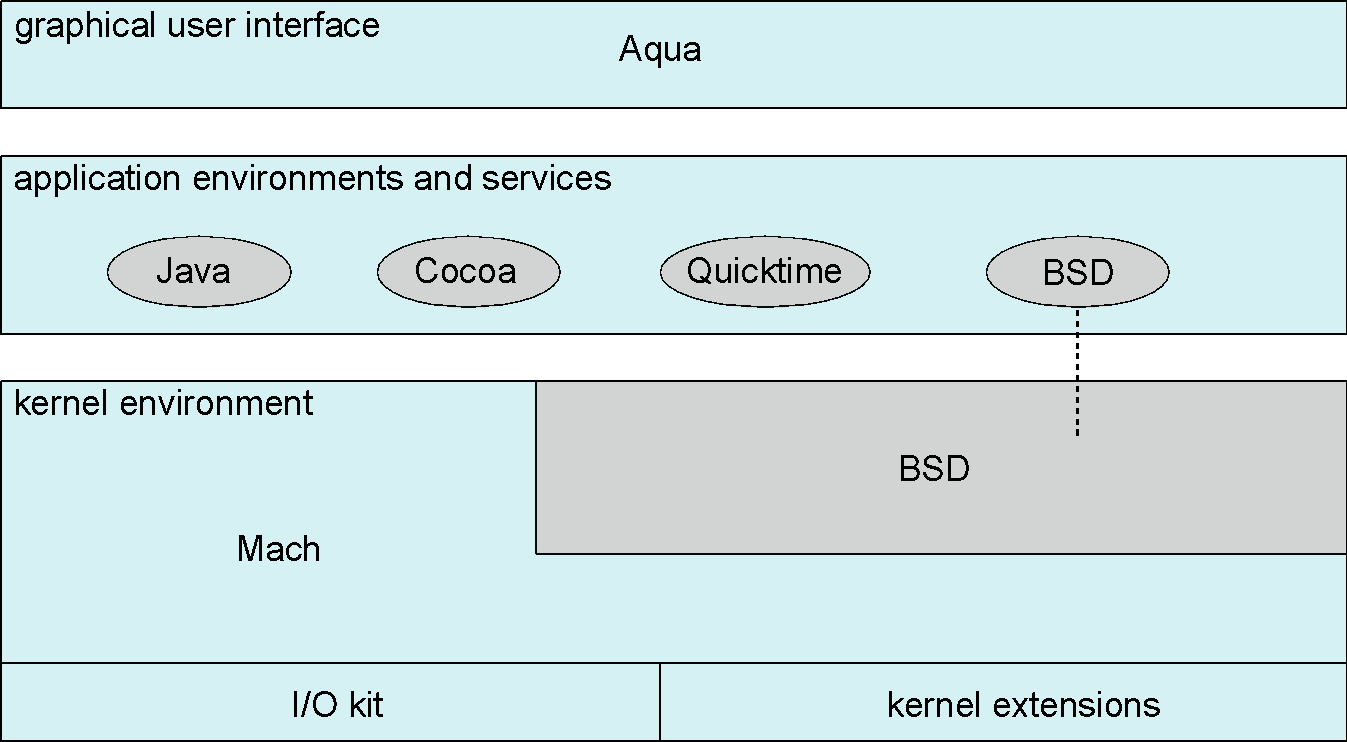 graphical user interface
Aqua
application environments and services
Java
Cocoa
Quicktime
BSD
kernel environment
BSD
Mach
I/O kit
kernel extensions